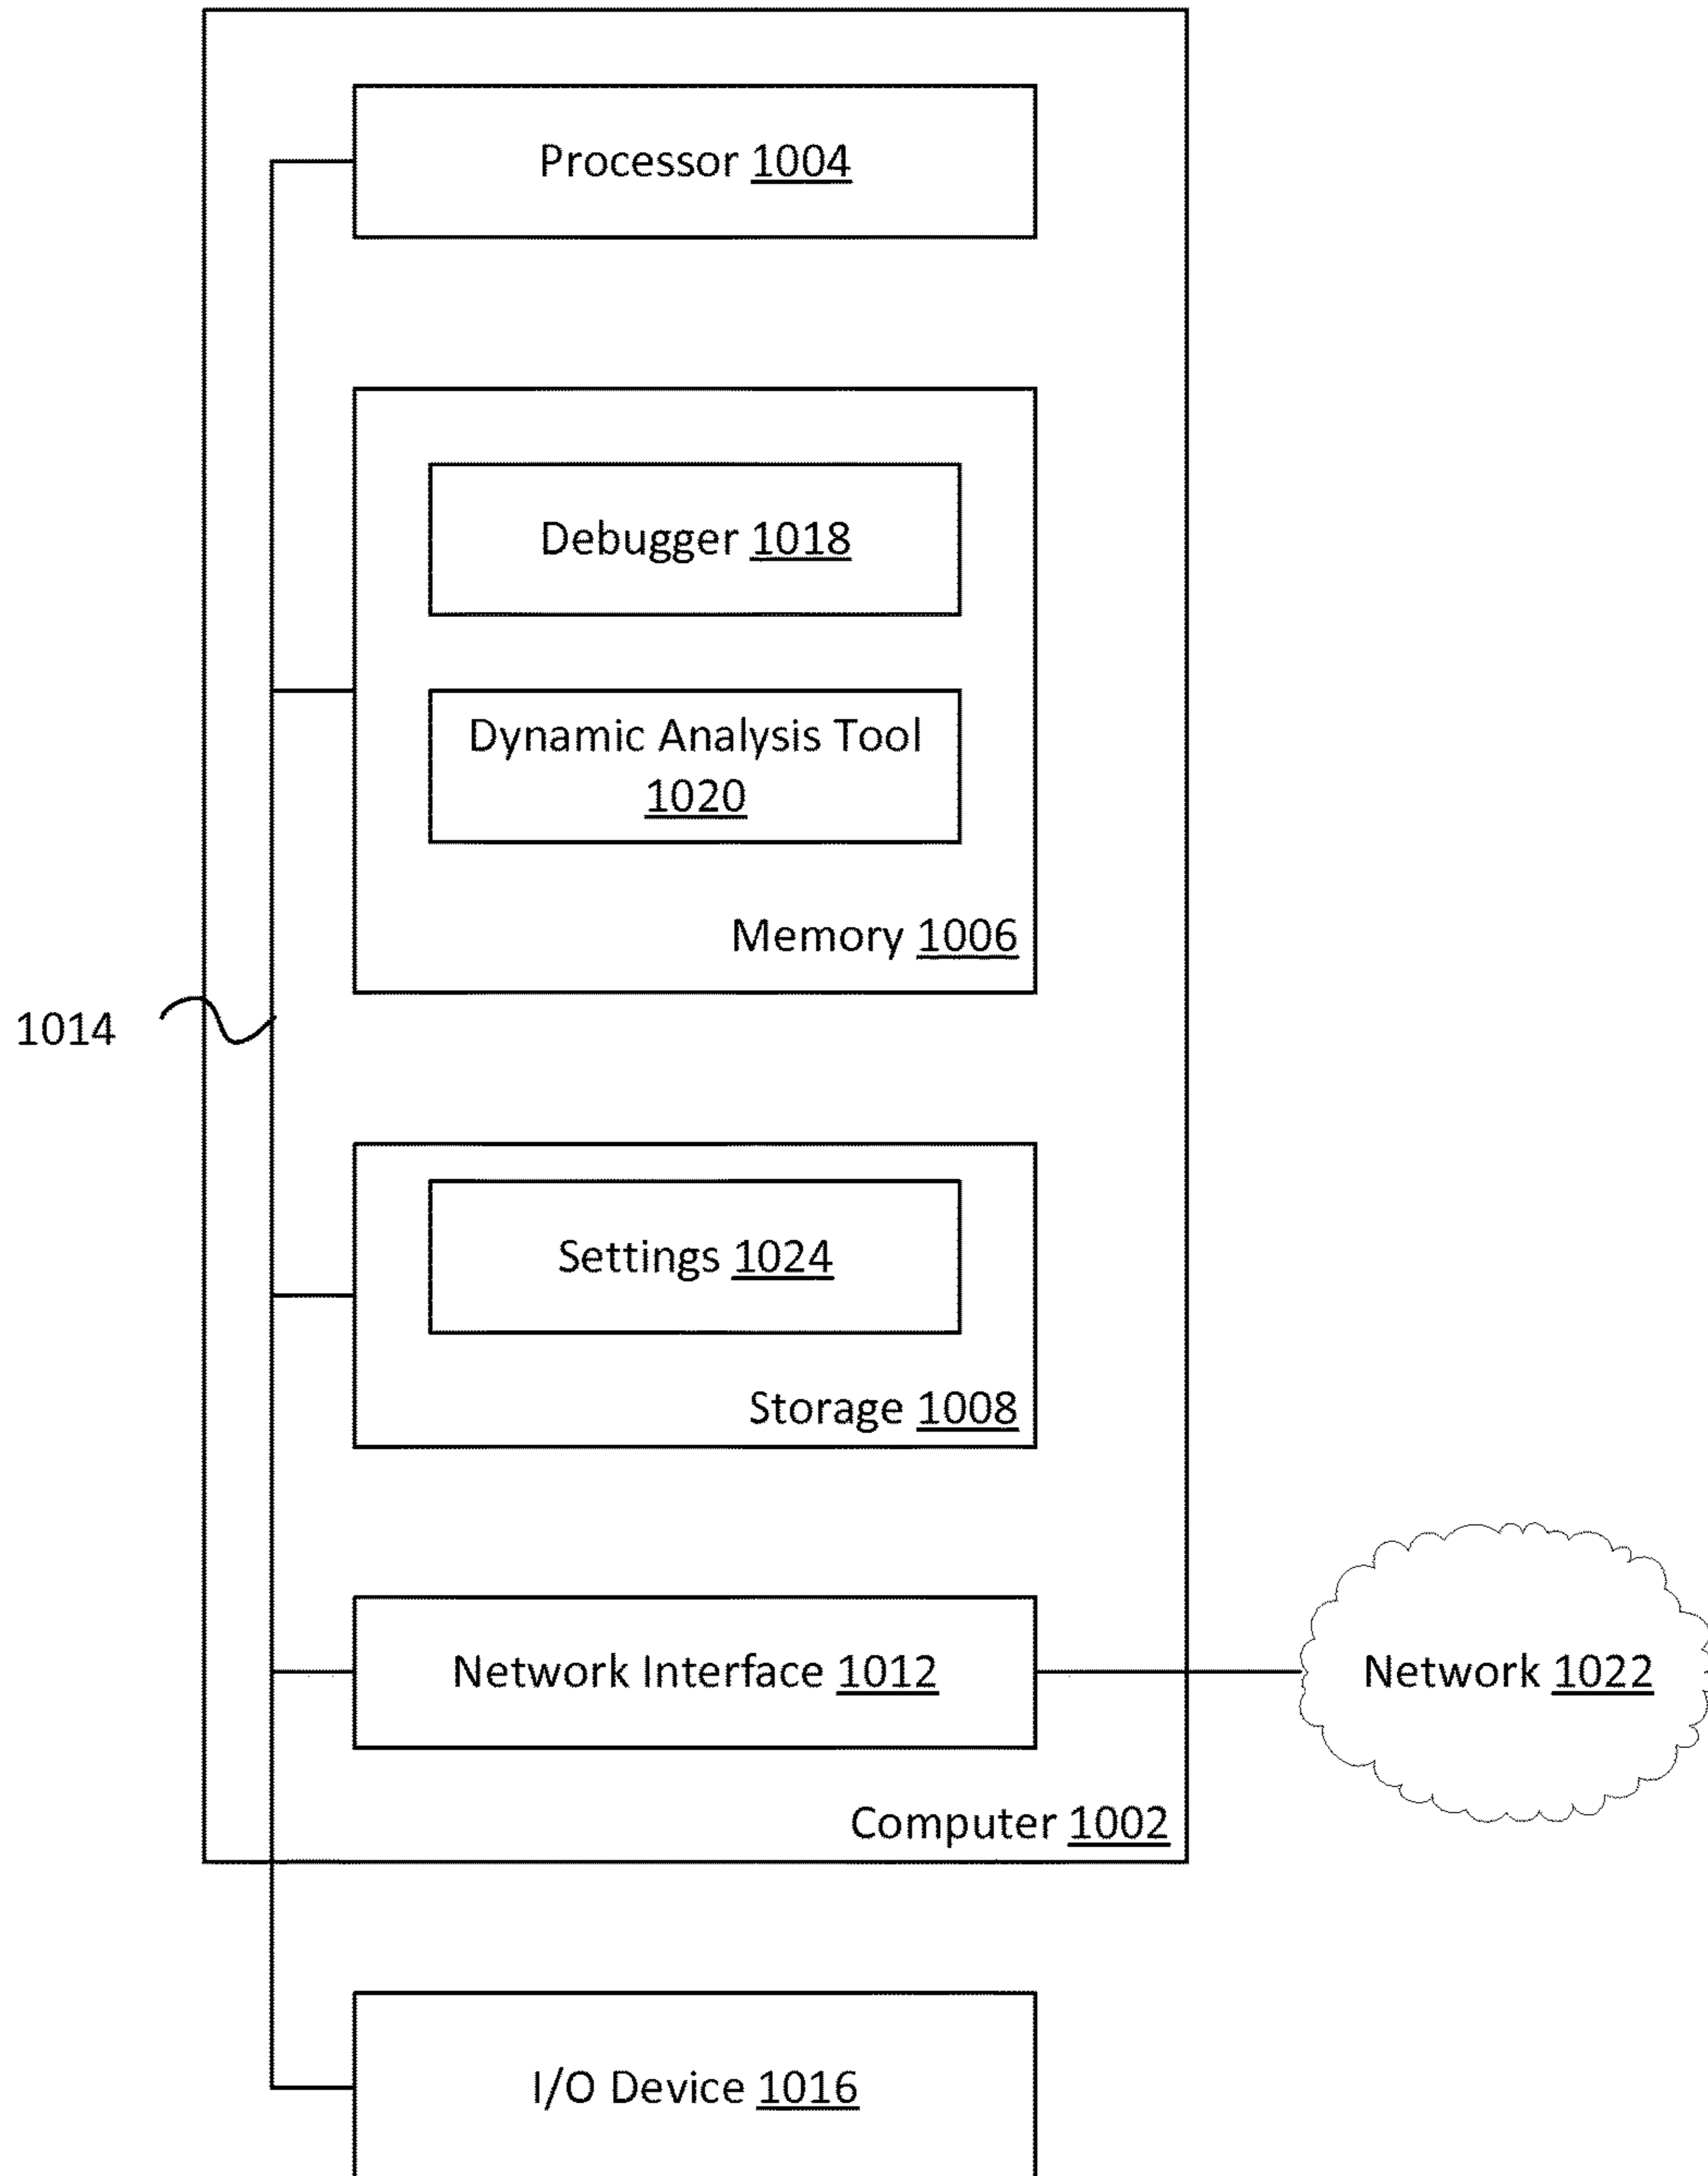 Processor 1004
Debugger 1018
Dynamic Analysis Tool
1020
Memory 1006
1014
Settings 1024
Storage 1008
Network Interface 1012
Network 1022
Computer 1002
I/O Device 1016